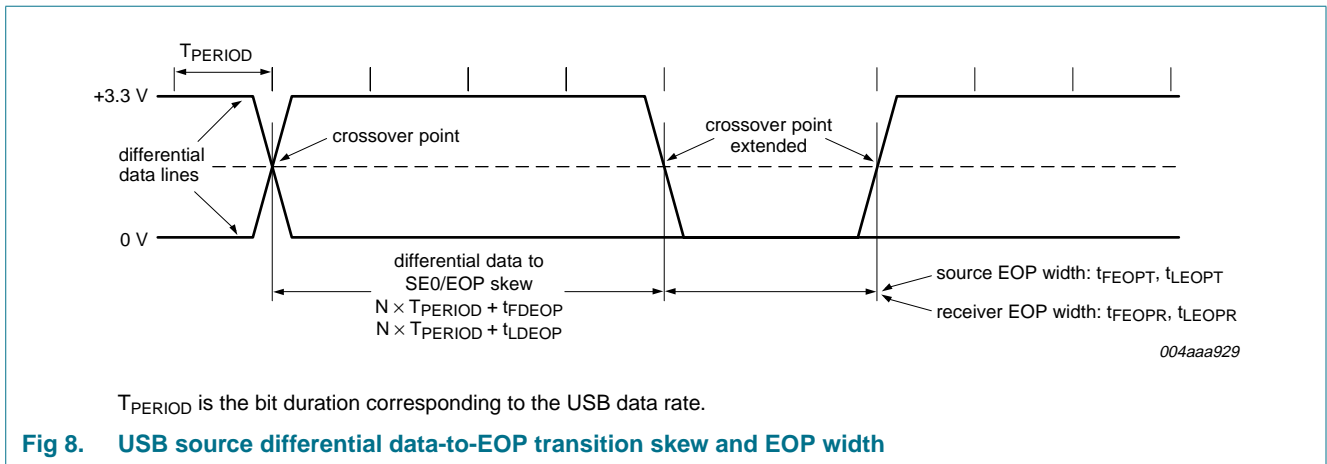 TPERIOD
+3.3 V
crossover point
crossover point
extended
differential
data lines
0 V
differential data to
SE0/EOP skew
N × TPERIOD + tFDEOP
N × TPERIOD + tLDEOP
source EOP width: tFEOPT, tLEOPT
receiver EOP width: tFEOPR, tLEOPR
004aaa929
TPERIOD is the bit duration corresponding to the USB data rate.
Fig 8. USB source differential data-to-EOP transition skew and EOP width